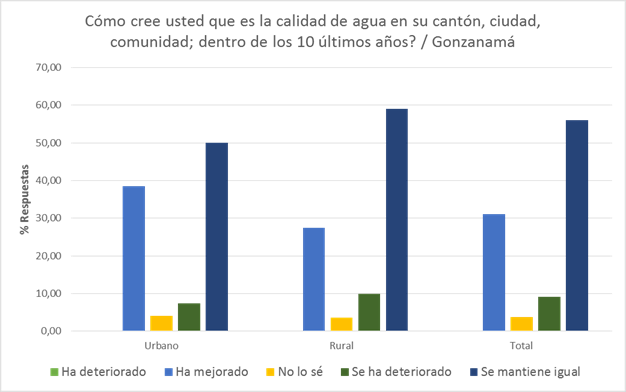 Cómo cree usted que es la calidad de agua en su cantón, ciudad,
comunidad; dentro de los 10 últimos años? / Gonzanamá
70,00
60,00
50,00
40,00
30,00
20,00
10,00
0,00
% Respuestas
Urbano Rural Total
Ha deteriorado Ha mejorado No lo sé Se ha deteriorado Se mantiene igual